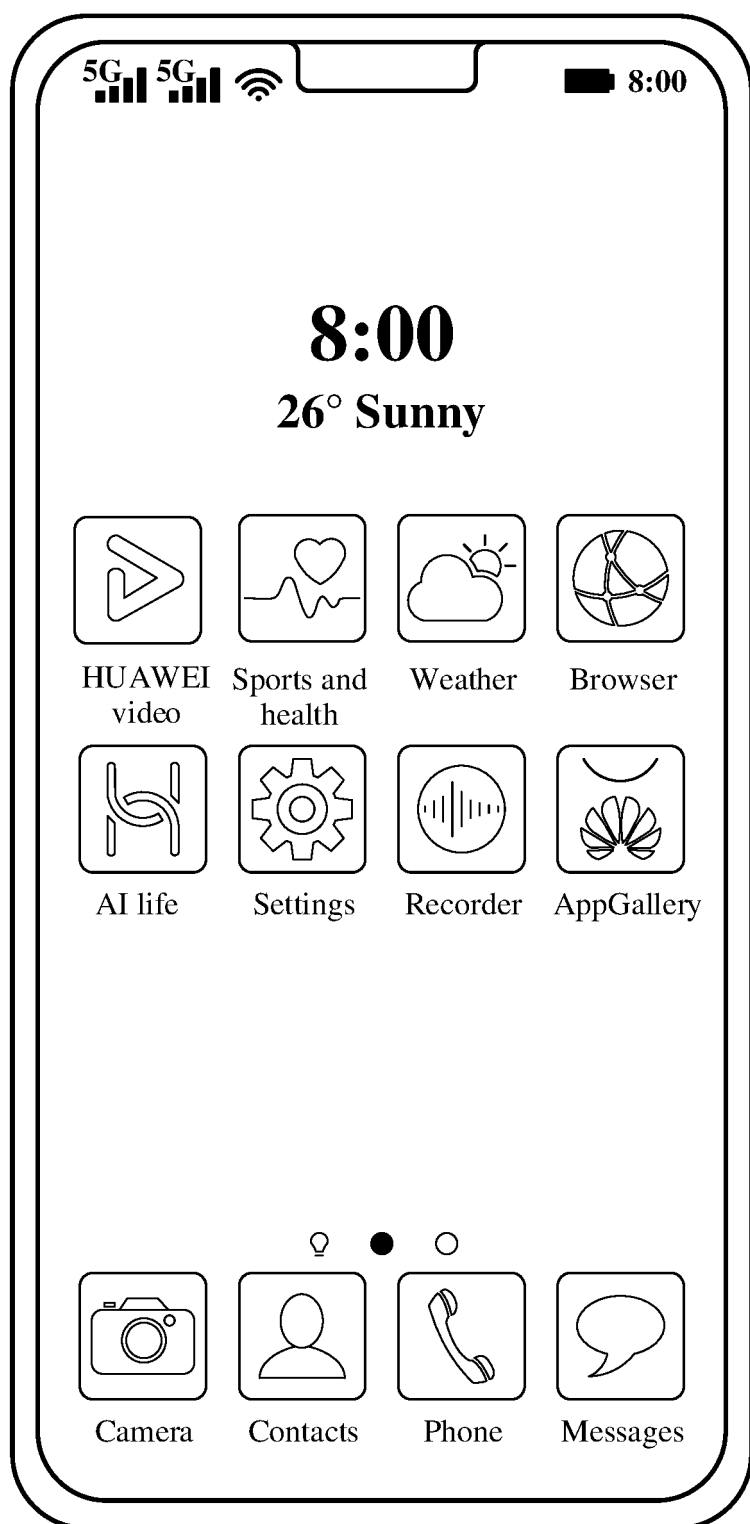 5G 5G 8:00
8:00
26° Sunny
HUAWEI Sports and Weather Browser
video health
AI life Settings Recorder AppGallery
Camera Contacts Phone Messages